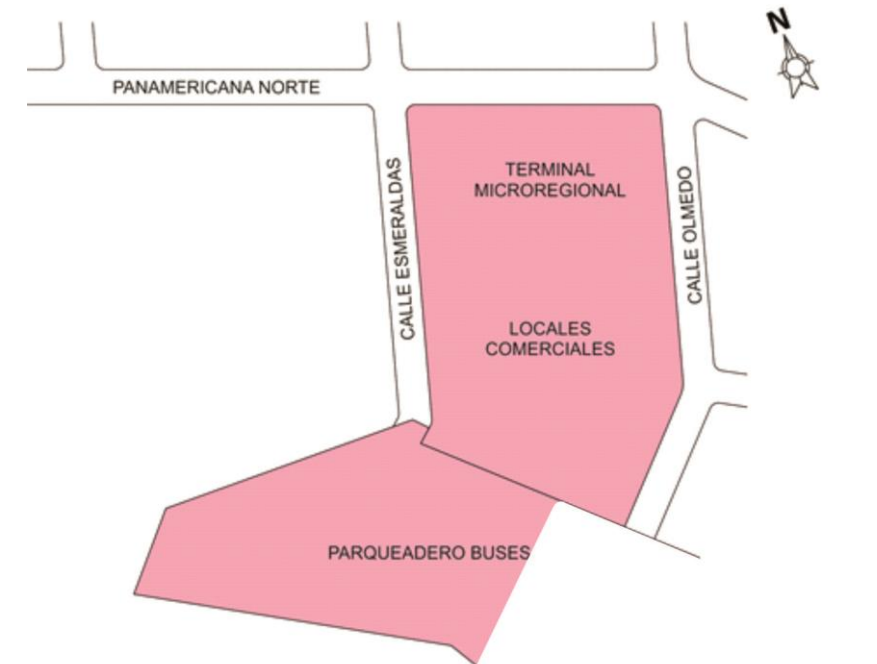 N
PANAMERICANA NORTE
TERMINAL
MICROREGIONAL
CALLE ESMERALDAS
CALLE OLMEDO
LOCALES
COMERCIALES
PARQUEADERO BUSES